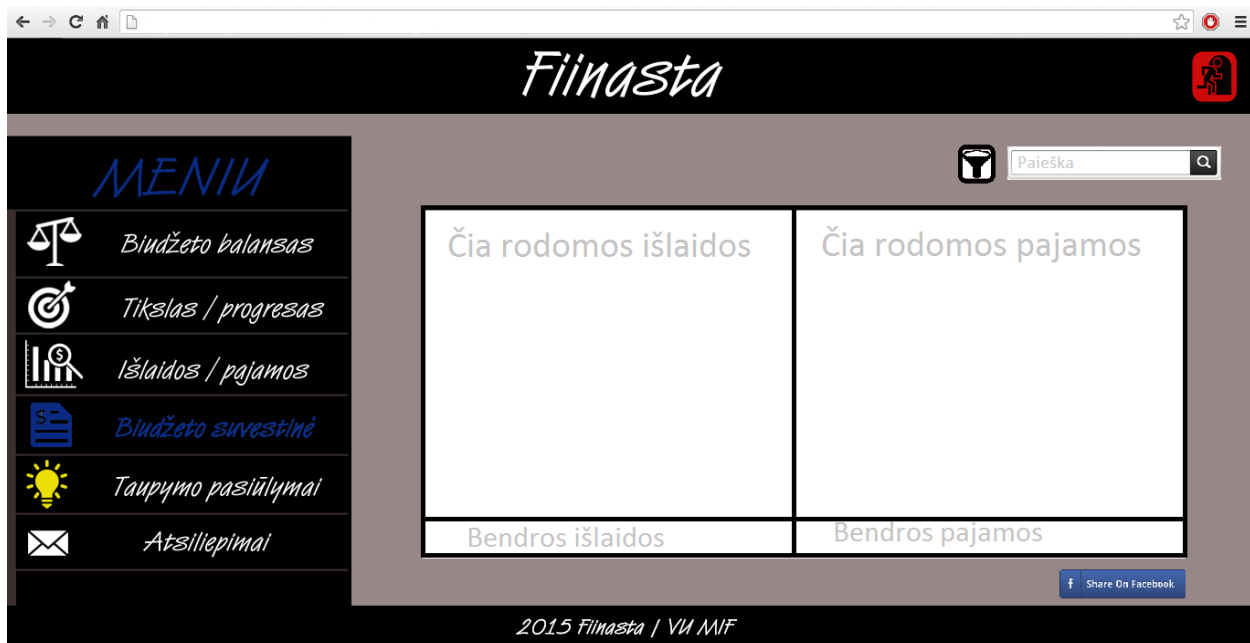 Fiinasta
MENIU
Paieška
Biudžeto balansas
Tikslas / progresas
Išlaidos / pajamos
Biudžeto suvestinė
Taupymo pasiūlymai
Atsiliepimai
Čia rodomos išlaidos
Čia rodomos pajamos
Bendros išlaidos
Bendros pajamos
f Share On Facebook
2015 Fiinasta | VU MIF